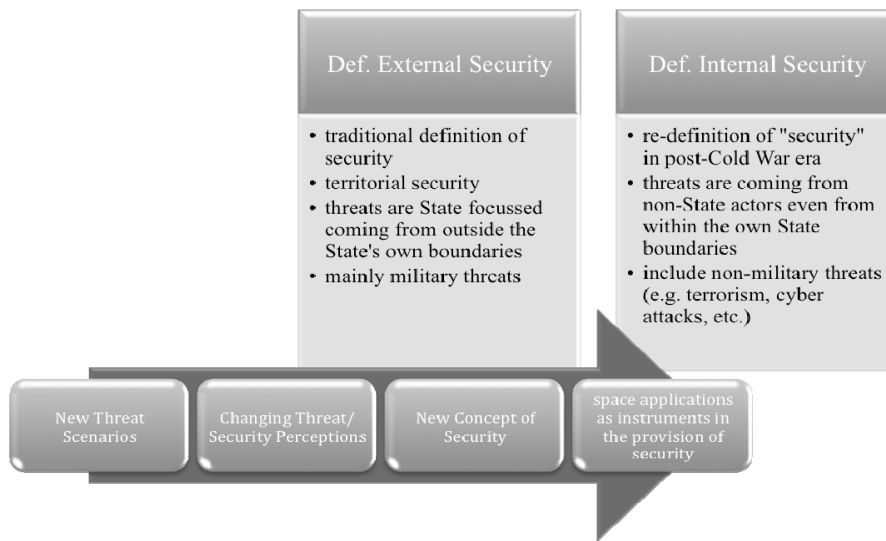 Def. External Security
• traditional definition of
security
• territorial security
• threats are State focussed
coming from outside the
State's own boundaries
• mainly military threats
Def. Internal Security
• re-definition of "security"
in post-Cold War era
• threats are coming from
non-State actors even from
within the own State
boundaries
• include non-military threats
(e.g. terrorism, cyber
attacks, etc.)
New Threat
Scenarios
Changing Threat/
Security Perceptions
New Concept of
Security
space applications
as instruments in
the provision of
security